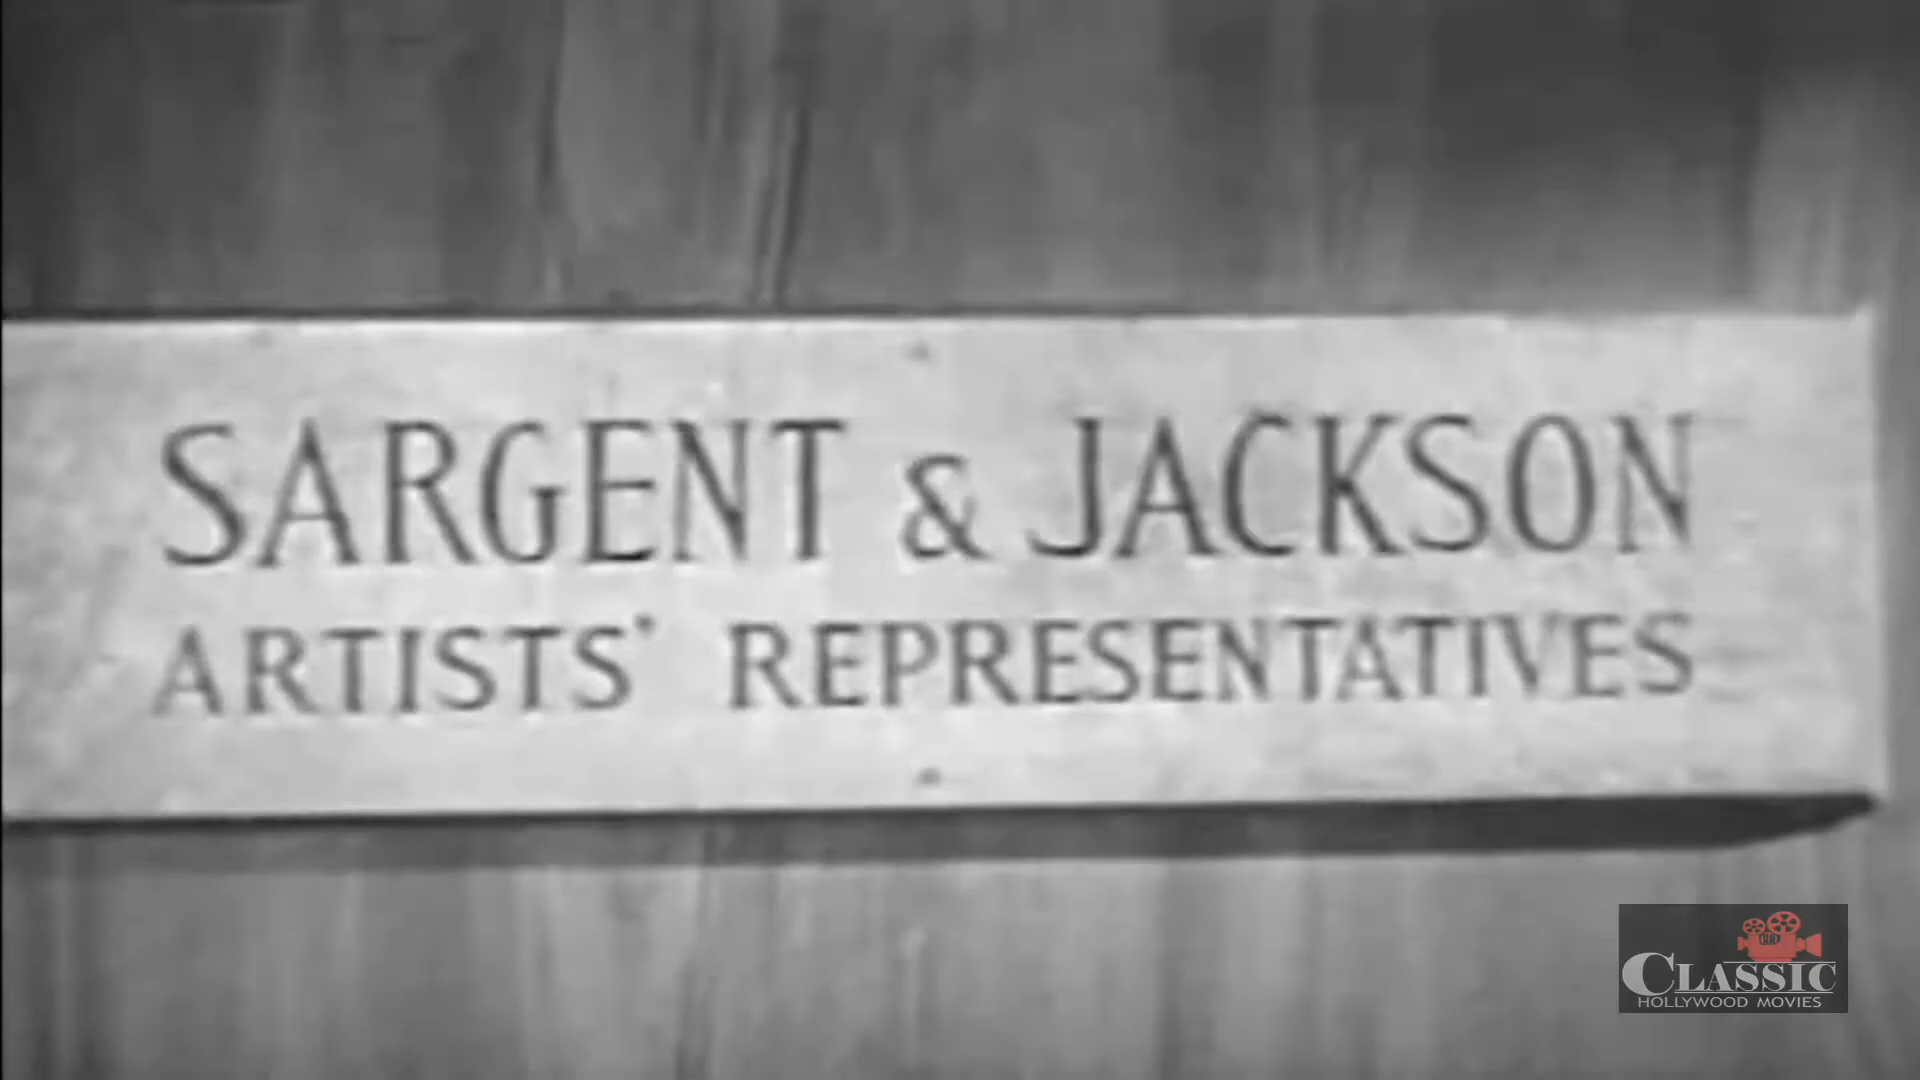 SARGENT & JACKSON
ARTISTS' REPRESENTATIVES
CLASSIC
HOLLYWOOD MOVIES